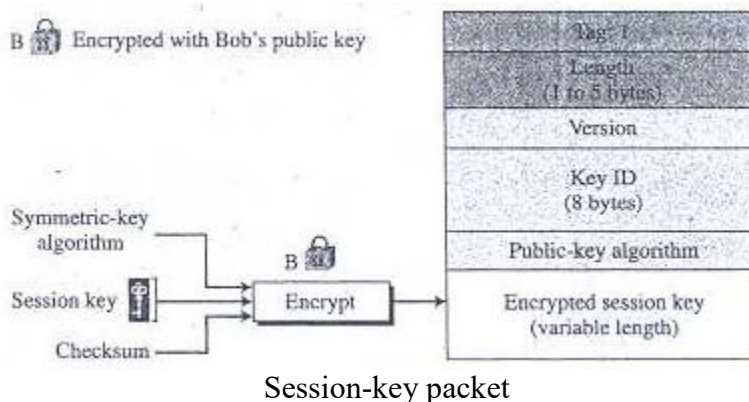 B Encrypted with Bob's public key
Tag: 1
Length
(1 to 5 bytes)
Version
Key ID
(8 bytes)
Symmetric-key
algorithm
B
Public-key algorithm
Session key
Encrypt
Encrypted session key
(variable length)
Checksum
Session-key packet